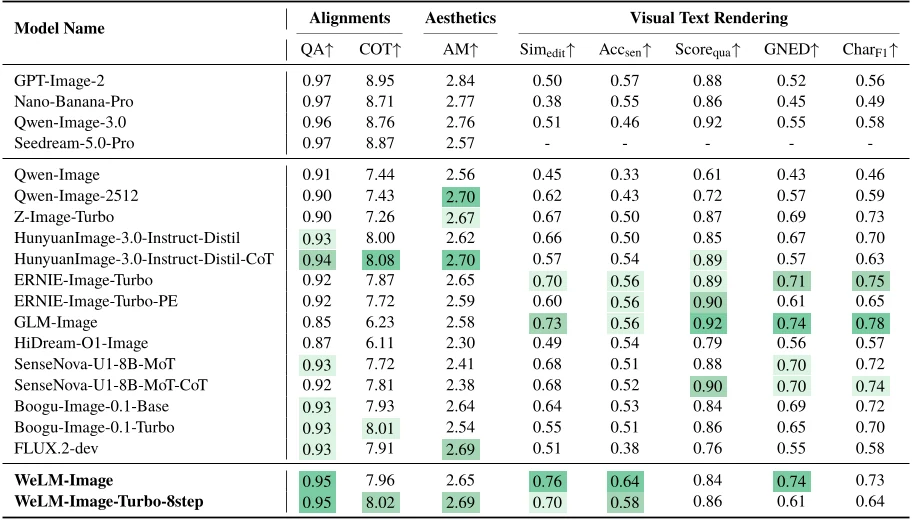 Model Name Alignments Aesthetics Visual Text Rendering
QA↑ COT↑ AM↑ Sim_edit↑ Acc_sen↑ Score_qua↑ GNED↑ Char_F1↑
GPT-Image-2 0.97 8.95 2.84 0.50 0.57 0.88 0.52 0.56
Nano-Banana-Pro 0.97 8.71 2.77 0.38 0.55 0.86 0.45 0.49
Qwen-Image-3.0 0.96 8.76 2.76 0.51 0.46 0.92 0.55 0.58
Seedream-5.0-Pro 0.97 8.87 2.57 - - - - -
Qwen-Image 0.91 7.44 2.56 0.45 0.33 0.61 0.43 0.46
Qwen-Image-2512 0.90 7.43 2.70 0.62 0.43 0.72 0.57 0.59
Z-Image-Turbo 0.90 7.26 2.67 0.67 0.50 0.87 0.69 0.73
HunyuanImage-3.0-Instruct-Distil 0.93 8.00 2.62 0.66 0.50 0.85 0.67 0.70
HunyuanImage-3.0-Instruct-Distil-CoT 0.94 8.08 2.70 0.57 0.54 0.89 0.57 0.63
ERNIE-Image-Turbo 0.92 7.87 2.65 0.70 0.56 0.89 0.71 0.75
ERNIE-Image-Turbo-PE 0.92 7.72 2.59 0.60 0.56 0.90 0.61 0.65
GLM-Image 0.85 6.23 2.58 0.73 0.56 0.92 0.74 0.78
HiDream-O1-Image 0.87 6.11 2.30 0.49 0.54 0.79 0.56 0.57
SenseNova-U1-8B-MoT 0.93 7.72 2.41 0.68 0.51 0.88 0.70 0.72
SenseNova-U1-8B-MoT-CoT 0.92 7.81 2.38 0.68 0.52 0.90 0.70 0.74
Boogu-Image-0.1-Base 0.93 7.93 2.64 0.64 0.53 0.84 0.69 0.72
Boogu-Image-0.1-Turbo 0.93 8.01 2.54 0.55 0.51 0.86 0.65 0.70
FLUX.2-dev 0.93 7.91 2.69 0.51 0.38 0.76 0.55 0.58
WeLM-Image 0.95 7.96 2.65 0.76 0.64 0.84 0.74 0.73
WeLM-Image-Turbo-8step 0.95 8.02 2.69 0.70 0.58 0.86 0.61 0.64